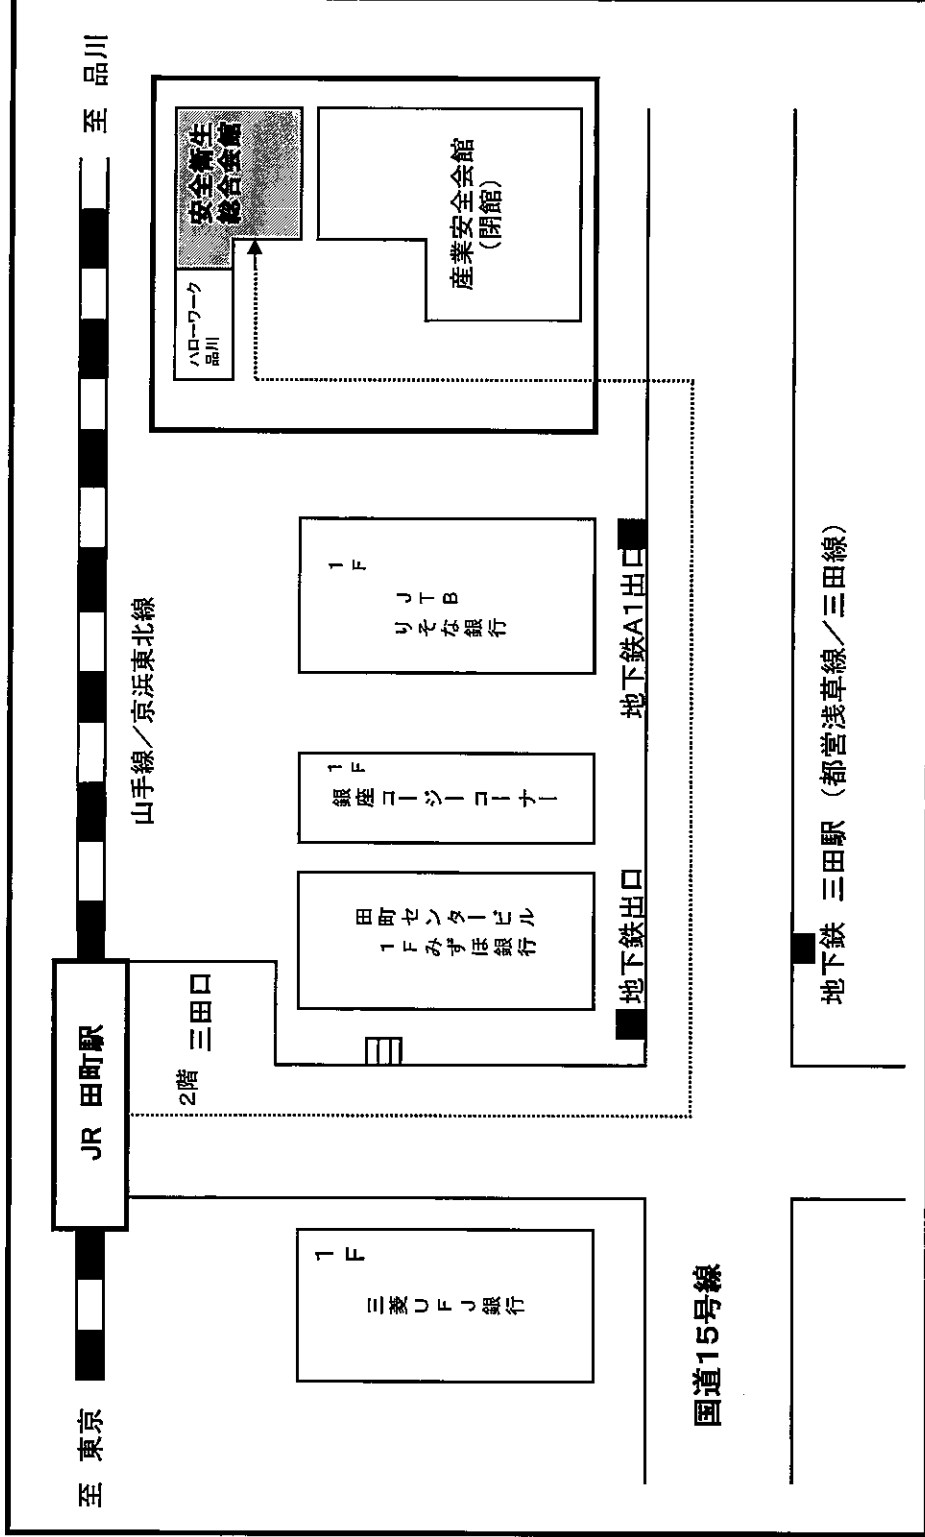 至 東京
JR 田町駅
山手線／京浜東北線
至 品川
2階 三田口
安全衛生
総合会館
ハローワーク
品川
産業安全会館
（閉館）
1F
三菱UFJ銀行
田町センタービル
1Fみずほ銀行
1F
銀座コージーコーナー
1F
JTB
りそな銀行
地下鉄出口
地下鉄A1出口
国道15号線
地下鉄 三田駅（都営浅草線／三田線）